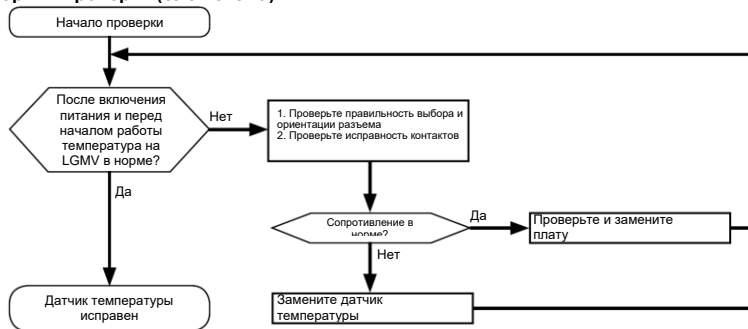 Начало проверки
После включения
питания и перед
началом работы
температура на
LGMV в норме?
Нет
1. Проверьте правильность выбора и
ориентации разъема
2. Проверьте исправность контактов
Да
Сопротивление в
норме?
Да
Проверьте и замените
плату
Нет
Датчик температуры
исправен
Замените датчик
температуры